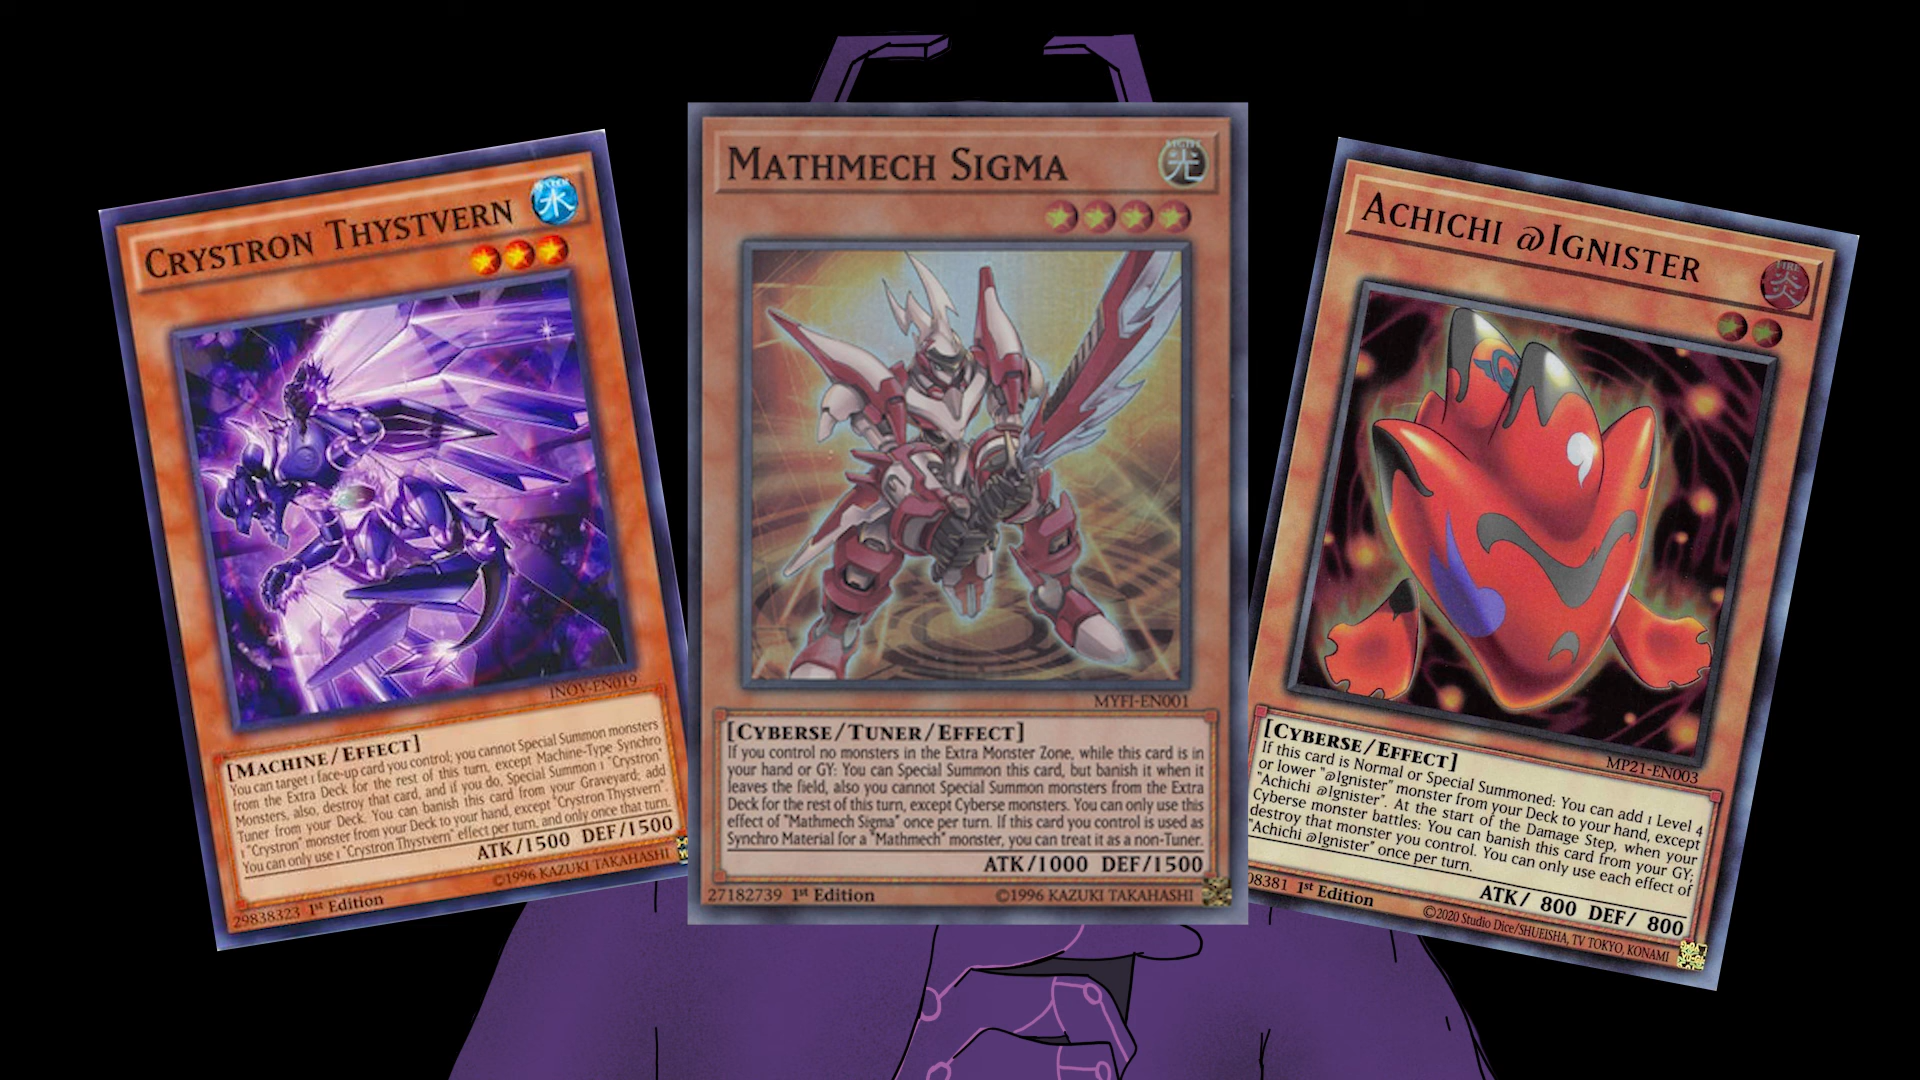 CRYSTRON THYSTVERN
水
INOV-EN019
[MACHINE/EFFECT]
You can target 1 face-up card you control; you cannot Special Summon monsters
from the Extra Deck for the rest of this turn, except Machine-Type Synchro
Monsters, also, destroy that card, and if you do, Special Summon 1 "Crystron"
Tuner from your Deck. You can banish this card from your Graveyard; add
1 "Crystron" monster from your Deck to your hand, except "Crystron Thystvern".
You can only use 1 "Crystron Thystvern" effect per turn, and only once that turn.
ATK/1500 DEF/1500
29838323 1st Edition
©1996 KAZUKI TAKAHASHI
MATHMECH SIGMA
LIGHT
光
MYFI-EN001
[CYBERSE/TUNER/EFFECT]
If you control no monsters in the Extra Monster Zone, while this card is in
your hand or GY: You can Special Summon this card, but banish it when it
leaves the field, also you cannot Special Summon monsters from the Extra
Deck for the rest of this turn, except Cyberse monsters. You can only use this
effect of "Mathmech Sigma" once per turn. If this card you control is used as
Synchro Material for a "Mathmech" monster, you can treat it as a non-Tuner.
ATK/1000 DEF/1500
27182739 1st Edition
©1996 KAZUKI TAKAHASHI
ACHICHI @IGNISTER
FIRE
炎
MP21-EN003
[CYBERSE/EFFECT]
If this card is Normal or Special Summoned: You can add 1 Level 4
or lower "@Ignister" monster from your Deck to your hand, except
"Achichi @Ignister". At the start of the Damage Step, when your
Cyberse monster battles: You can banish this card from your GY;
destroy that monster you control. You can only use each effect of
"Achichi @Ignister" once per turn.
ATK/ 800 DEF/ 800
08381 1st Edition
©2020 Studio Dice/SHUEISHA, TV TOKYO, KONAMI